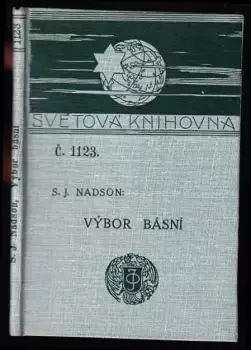 SVĚTOVÁ KNIHOVNA
Č. 1123.
S. J. NADSON:
VÝBOR BÁSNÍ
S. J. Nadson, Výbor básní
1123